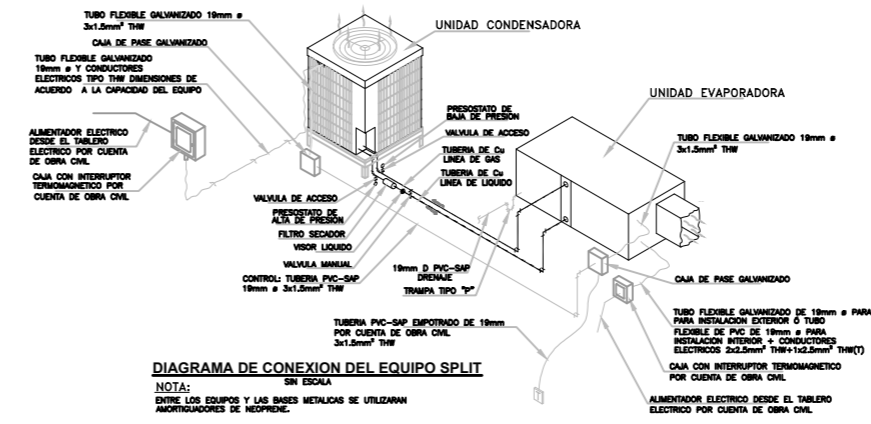 TUBO FLEXIBLE GALVANIZADO 19mm ø
3x1.5mm² THW
CAJA DE PASE GALVANIZADO
TUBO FLEXIBLE GALVANIZADO
19mm ø Y CONDUCTORES
ELECTRICOS TIPO THW DIMENSIONES DE
ACUERDO A LA CAPACIDAD DEL EQUIPO
ALIMENTADOR ELECTRICO
DESDE EL TABLERO
ELECTRICO POR CUENTA
DE OBRA CIVIL
CAJA CON INTERRUPTOR
TERMOMAGNETICO POR
CUENTA DE OBRA CIVIL
UNIDAD CONDENSADORA
PRESOSTATO DE
BAJA DE PRESION
VALVULA DE ACCESO
TUBERIA DE Cu
LINEA DE GAS
TUBERIA DE Cu
LINEA DE LIQUIDO
UNIDAD EVAPORADORA
TUBO FLEXIBLE GALVANIZADO 19mm ø
3x1.5mm² THW
VALVULA DE ACCESO
PRESOSTATO DE
ALTA DE PRESION
FILTRO SECADOR
VISOR LIQUIDO
VALVULA MANUAL
CONTROL: TUBERIA PVC-SAP
19mm ø 3x1.5mm² THW
19mm D PVC-SAP
DRENAJE
TRAMPA TIPO "P"
CAJA DE PASE GALVANIZADO
TUBERIA PVC-SAP EMPOTRADO DE 19mm
POR CUENTA DE OBRA CIVIL
3x1.5mm² THW
TUBO FLEXIBLE GALVANIZADO DE 19mm ø PARA
PARA INSTALACION EXTERIOR Ó TUBO
FLEXIBLE DE PVC DE 19mm ø PARA
INSTALACION INTERIOR + CONDUCTORES
ELECTRICOS 2x2.5mm² THW+1x2.5mm² THW(T)
CAJA CON INTERRUPTOR TERMOMAGNETICO
POR CUENTA DE OBRA CIVIL
ALIMENTADOR ELECTRICO DESDE EL TABLERO
ELECTRICO POR CUENTA DE OBRA CIVIL
DIAGRAMA DE CONEXION DEL EQUIPO SPLIT
SIN ESCALA
NOTA:
ENTRE LOS EQUIPOS Y LAS BASES METALICAS SE UTILIZARAN
AMORTIGUADORES DE NEOPRENE.